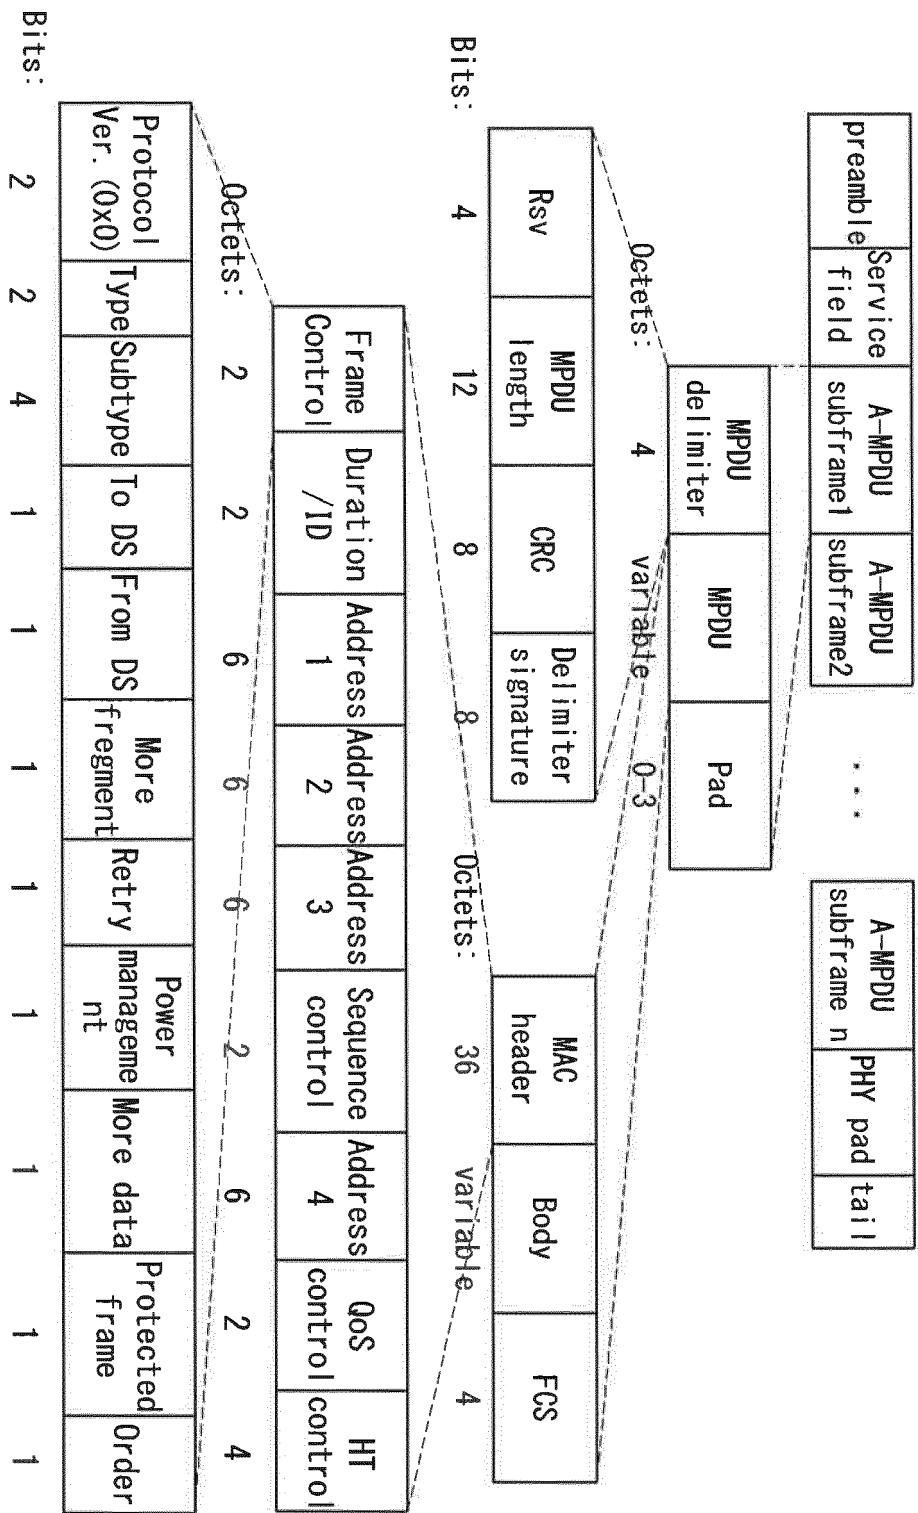 preamble
Service
field
A-MPDU
subframe1
A-MPDU
subframe2
...
A-MPDU
subframe n
PHY pad
tail
MPDU
delimiter
MPDU
Pad
Octets:
4
variable
0-3
Rsv
MPDU
length
CRC
Delimiter
signature
Bits:
4
12
8
8
MAC
header
Body
FCS
Octets:
36
variable
4
Frame
Control
Duration
/ID
Address
1
Address
2
Address
3
Sequence
control
Address
4
QoS
control
HT
control
Octets:
2
2
6
6
6
2
6
2
4
Protocol
Ver. (0x0)
Type
Subtype
To DS
From DS
More
fregment
Retry
Power
manageme
nt
More data
Protected
frame
Order
Bits:
2
2
4
1
1
1
1
1
1
1
1